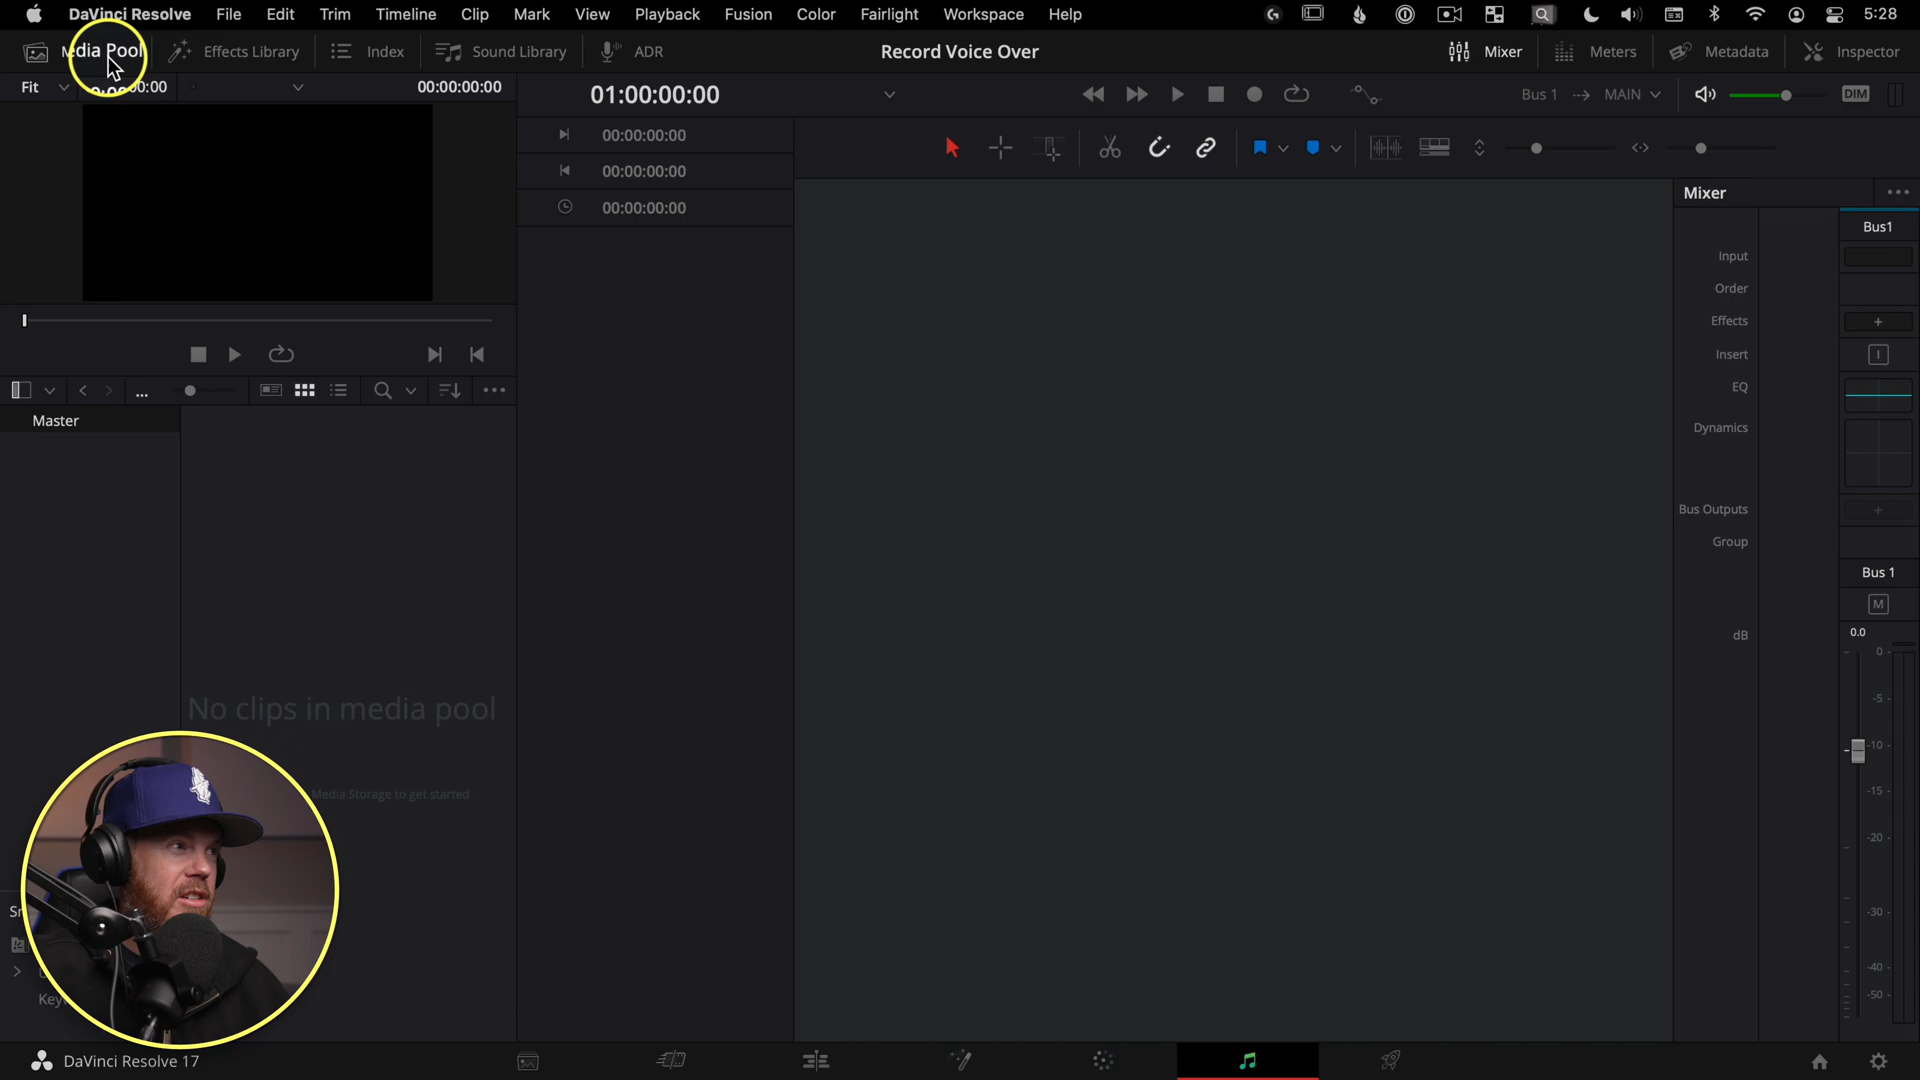 DaVinci Resolve File Edit Trim Timeline Clip Mark View Playback Fusion Color Fairlight Workspace Help 5:28
Media Pool Effects Library Index Sound Library ADR Record Voice Over Mixer Meters Metadata Inspector
Fit 00:00:00:00 00:00:00:00 01:00:00:00 Bus 1 MAIN DIM
00:00:00:00
00:00:00:00
00:00:00:00
Mixer
Bus1
Input
Order
Effects
Insert I
EQ
Master
Dynamics
Bus Outputs
Group
Bus 1
M
dB 0.0
0
-5
-10
-15
-20
-30
-40
-50
No clips in media pool
Media Storage to get started
DaVinci Resolve 17